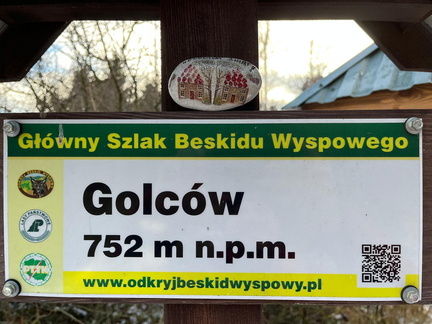 Główny Szlak Beskidu Wyspowego
Golców
752 m n.p.m.
www.odkryjbeskidwyspowy.pl